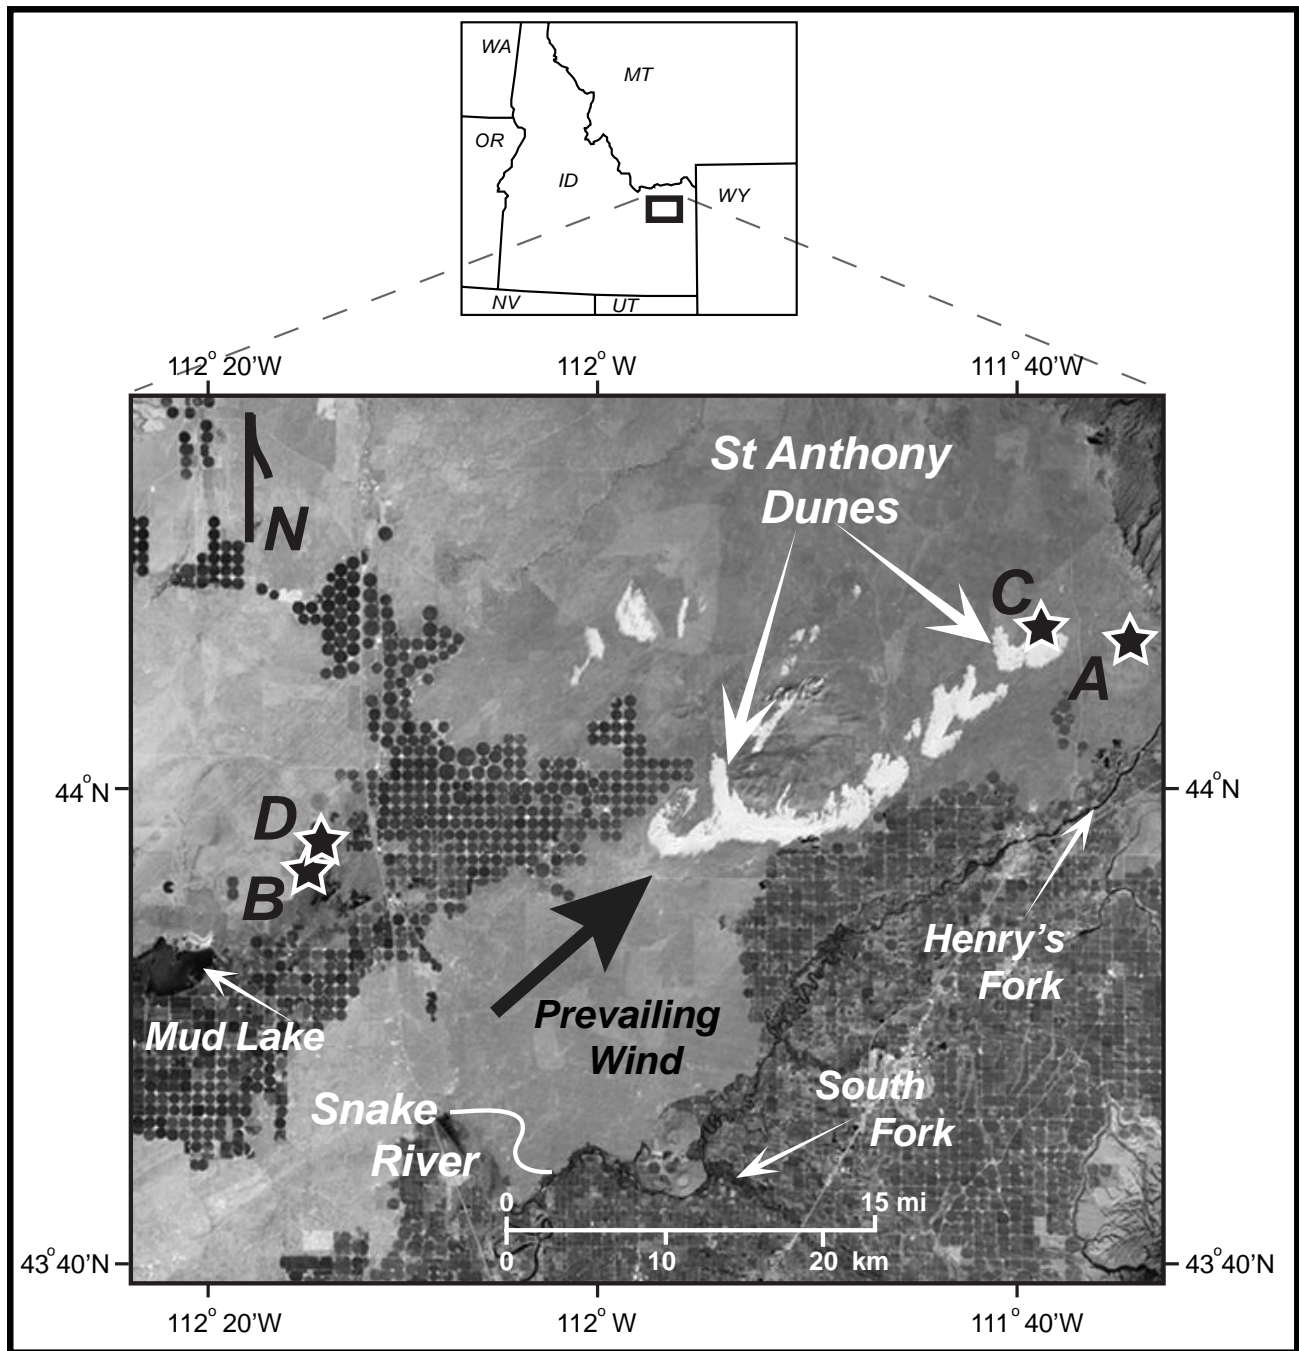 WA
MT
OR
ID
WY
NV
UT
112° 20'W
112° W
111° 40'W
St Anthony
Dunes
N
C
A
44°N
44°N
D
B
Henry's
Fork
Prevailing
Wind
Mud Lake
South
Fork
Snake
River
0
15 mi
0
10
20 km
43°40'N
43°40'N
112° 20'W
112° W
111° 40'W